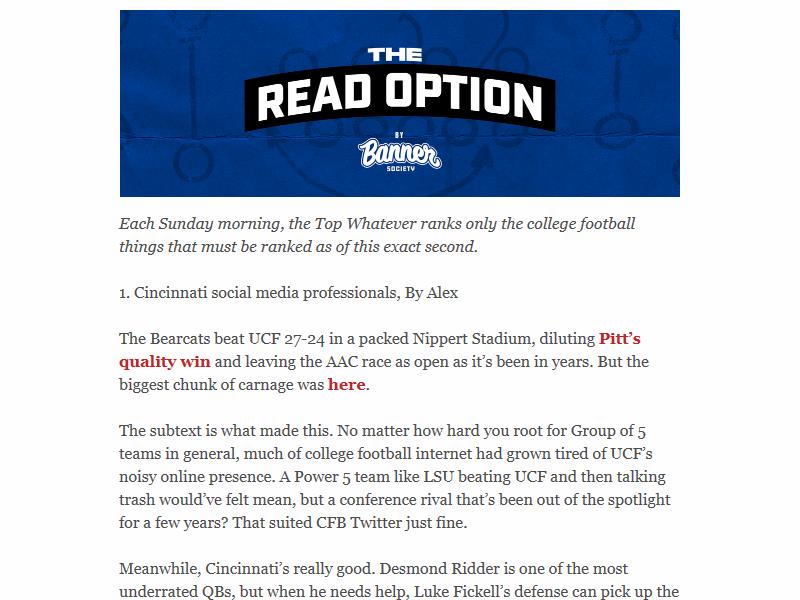 THE
READ OPTION
BY
Banner
SOCIETY
Each Sunday morning, the Top Whatever ranks only the college football
things that must be ranked as of this exact second.
1. Cincinnati social media professionals, By Alex
The Bearcats beat UCF 27-24 in a packed Nippert Stadium, diluting Pitt’s
quality win and leaving the AAC race as open as it’s been in years. But the
biggest chunk of carnage was here.
The subtext is what made this. No matter how hard you root for Group of 5
teams in general, much of college football internet had grown tired of UCF’s
noisy online presence. A Power 5 team like LSU beating UCF and then talking
trash would’ve felt mean, but a conference rival that’s been out of the spotlight
for a few years? That suited CFB Twitter just fine.
Meanwhile, Cincinnati’s really good. Desmond Ridder is one of the most
underrated QBs, but when he needs help, Luke Fickell’s defense can pick up the